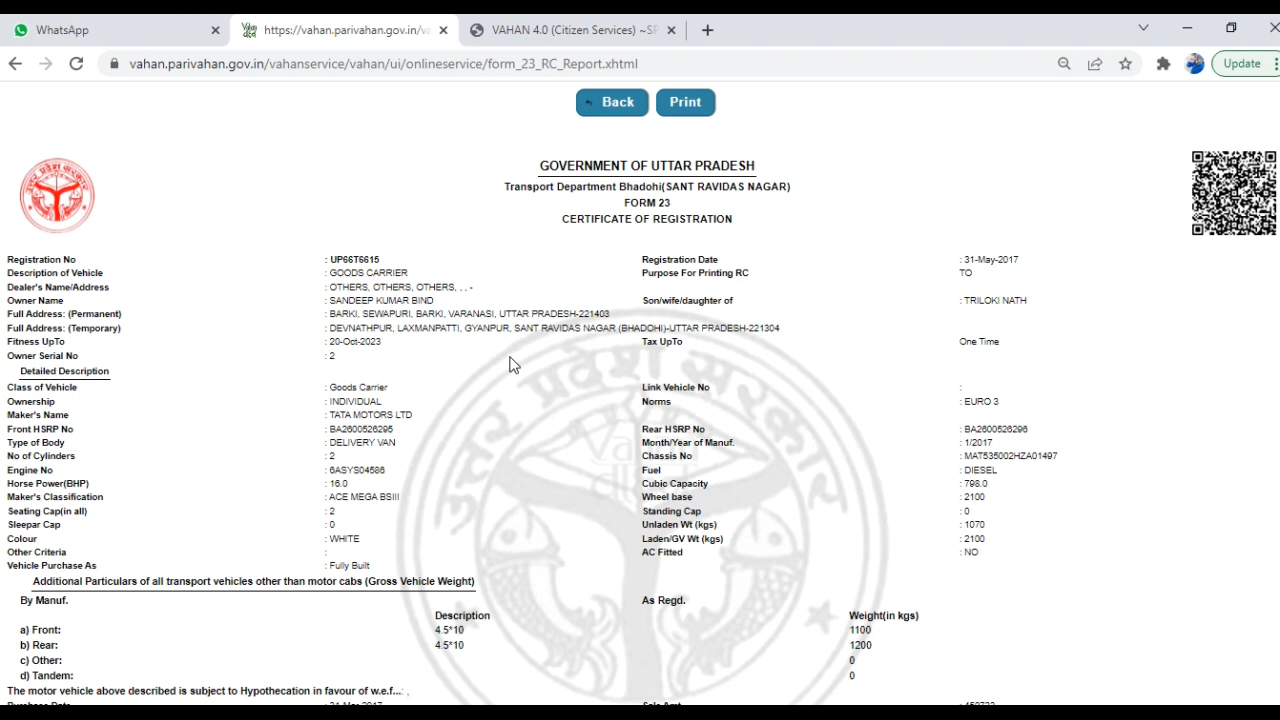 WhatsApp
https://vahan.parivahan.gov.in/va
VAHAN 4.0 (Citizen Services) ~SP
vahan.parivahan.gov.in/vahanservice/vahan/ui/onlineservice/form_23_RC_Report.xhtml
Update
Back Print
GOVERNMENT OF UTTAR PRADESH
Transport Department Bhadohi(SANT RAVIDAS NAGAR)
FORM 23
CERTIFICATE OF REGISTRATION
Registration No : UP66T6615 Registration Date : 31-May-2017
Description of Vehicle : GOODS CARRIER Purpose For Printing RC TO
Dealer's Name/Address : OTHERS, OTHERS, OTHERS, , , -
Owner Name : SANDEEP KUMAR BIND Son/wife/daughter of : TRILOKI NATH
Full Address: (Permanent) : BARKI, SEWAPURI, BARKI, VARANASI, UTTAR PRADESH-221403
Full Address: (Temporary) : DEVNATHPUR, LAXMANPATTI, GYANPUR, SANT RAVIDAS NAGAR (BHADOHI)-UTTAR PRADESH-221304
Fitness UpTo : 20-Oct-2023 Tax UpTo One Time
Owner Serial No : 2
Detailed Description
Class of Vehicle : Goods Carrier Link Vehicle No :
Ownership : INDIVIDUAL Norms : EURO 3
Maker's Name : TATA MOTORS LTD
Front HSRP No : BA2600526295 Rear HSRP No : BA2600526296
Type of Body : DELIVERY VAN Month/Year of Manuf. : 1/2017
No of Cylinders : 2 Chassis No : MAT535002HZA01497
Engine No : 6ASYS04586 Fuel : DIESEL
Horse Power(BHP) : 16.0 Cubic Capacity : 798.0
Maker's Classification : ACE MEGA BSIII Wheel base : 2100
Seating Cap(in all) : 2 Standing Cap : 0
Sleepar Cap : 0 Unladen Wt (kgs) : 1070
Colour : WHITE Laden/GV Wt (kgs) : 2100
Other Criteria : AC Fitted : NO
Vehicle Purchase As : Fully Built
Additional Particulars of all transport vehicles other than motor cabs (Gross Vehicle Weight)
By Manuf. As Regd.
Description Weight(in kgs)
a) Front: 4.5*10 1100
b) Rear: 4.5*10 1200
c) Other: 0
d) Tandem: 0
The motor vehicle above described is subject to Hypothecation in favour of w.e.f...: ,